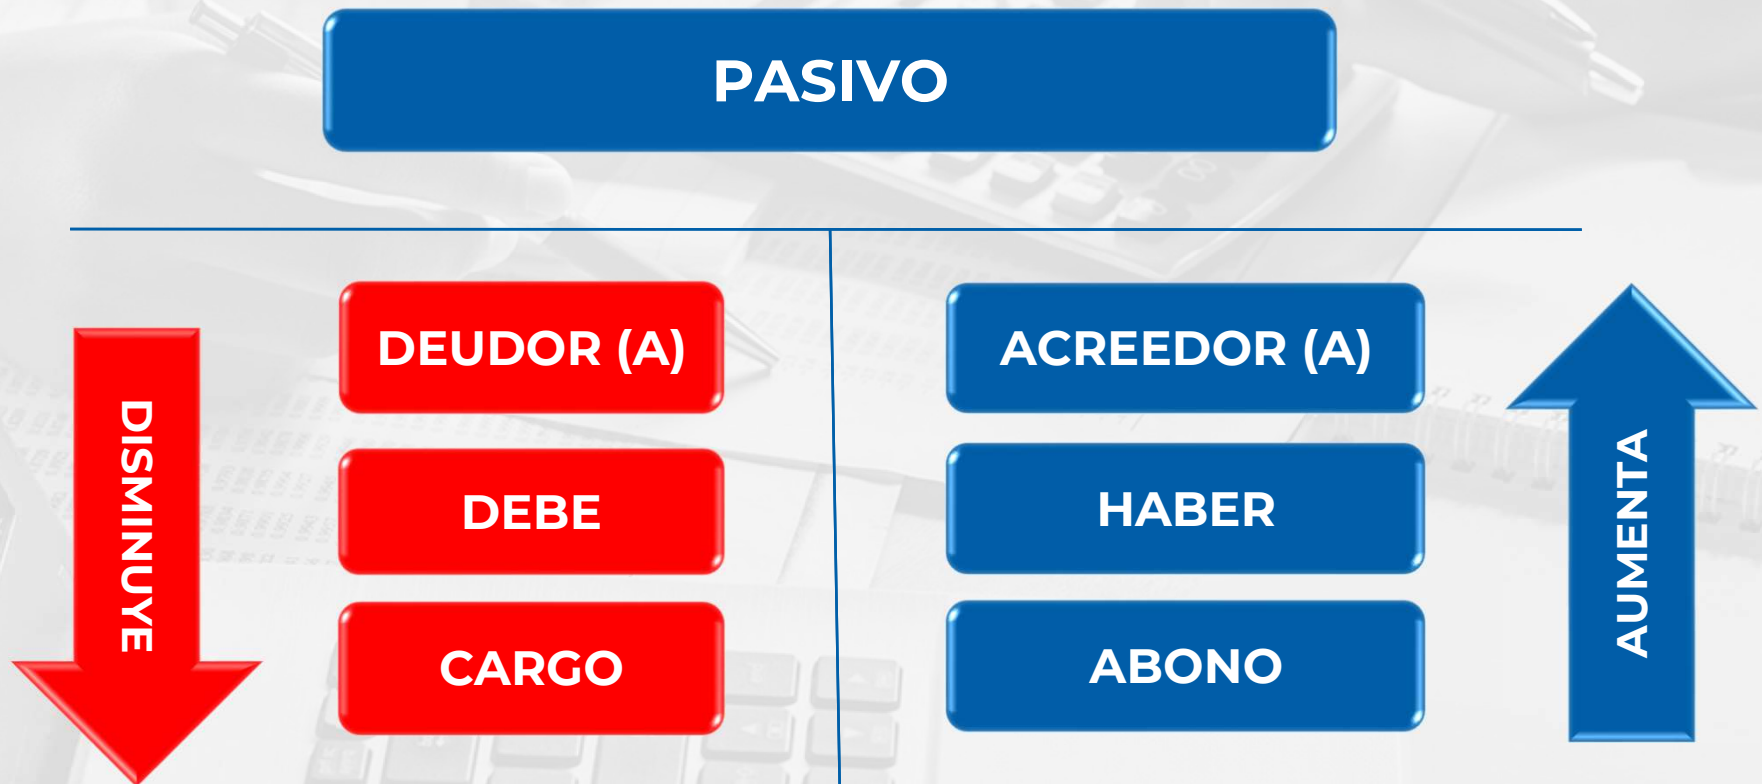 PASIVO
DISMINUYE
DEUDOR (A)
DEBE
CARGO
ACREEDOR (A)
HABER
ABONO
AUMENTA